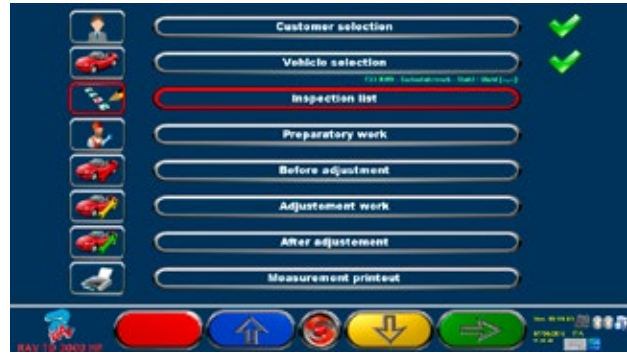 Customer selection
Vehicle selection
Inspection list
Preparatory work
Before adjustment
Adjustement work
After adjustement
Measurement printout
RAV TD 3000 HP